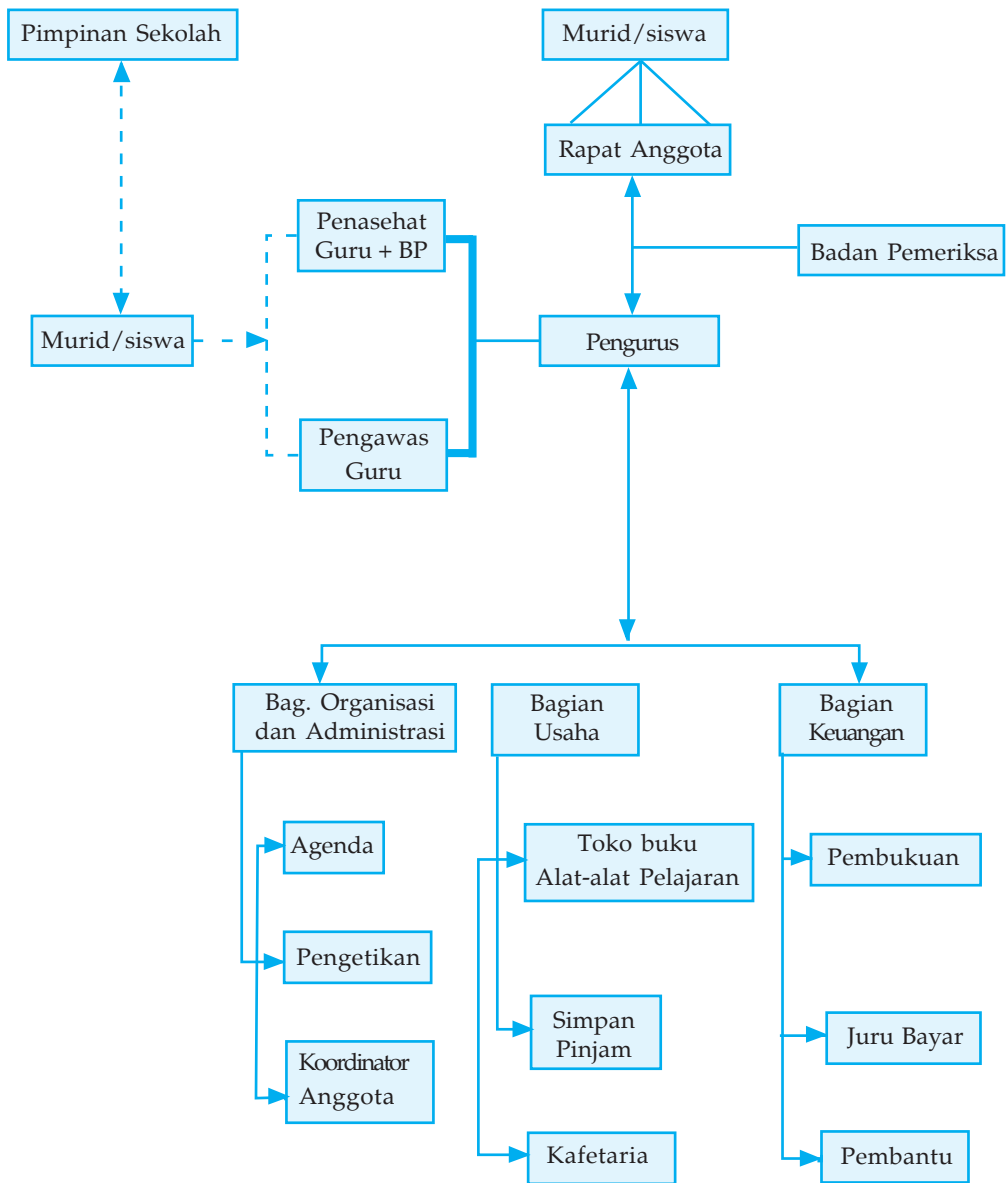 Pimpinan Sekolah
Murid/siswa
Rapat Anggota
Penasehat
Guru + BP
Badan Pemeriksa
Murid/siswa
Pengurus
Pengawas
Guru
Bag. Organisasi
dan Administrasi
Bagian
Usaha
Bagian
Keuangan
Agenda
Toko buku
Alat-alat Pelajaran
Pembukuan
Pengetikan
Simpan
Pinjam
Juru Bayar
Koordinator
Anggota
Kafetaria
Pembantu